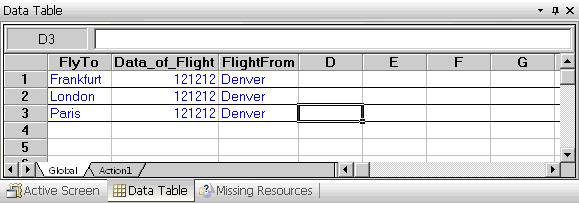 Data Table
D3
FlyTo Data_of_Flight FlightFrom D E F G
1 Frankfurt 121212 Denver
2 London 121212 Denver
3 Paris 121212 Denver
4
5
6
Global Action1
Active Screen Data Table Missing Resources